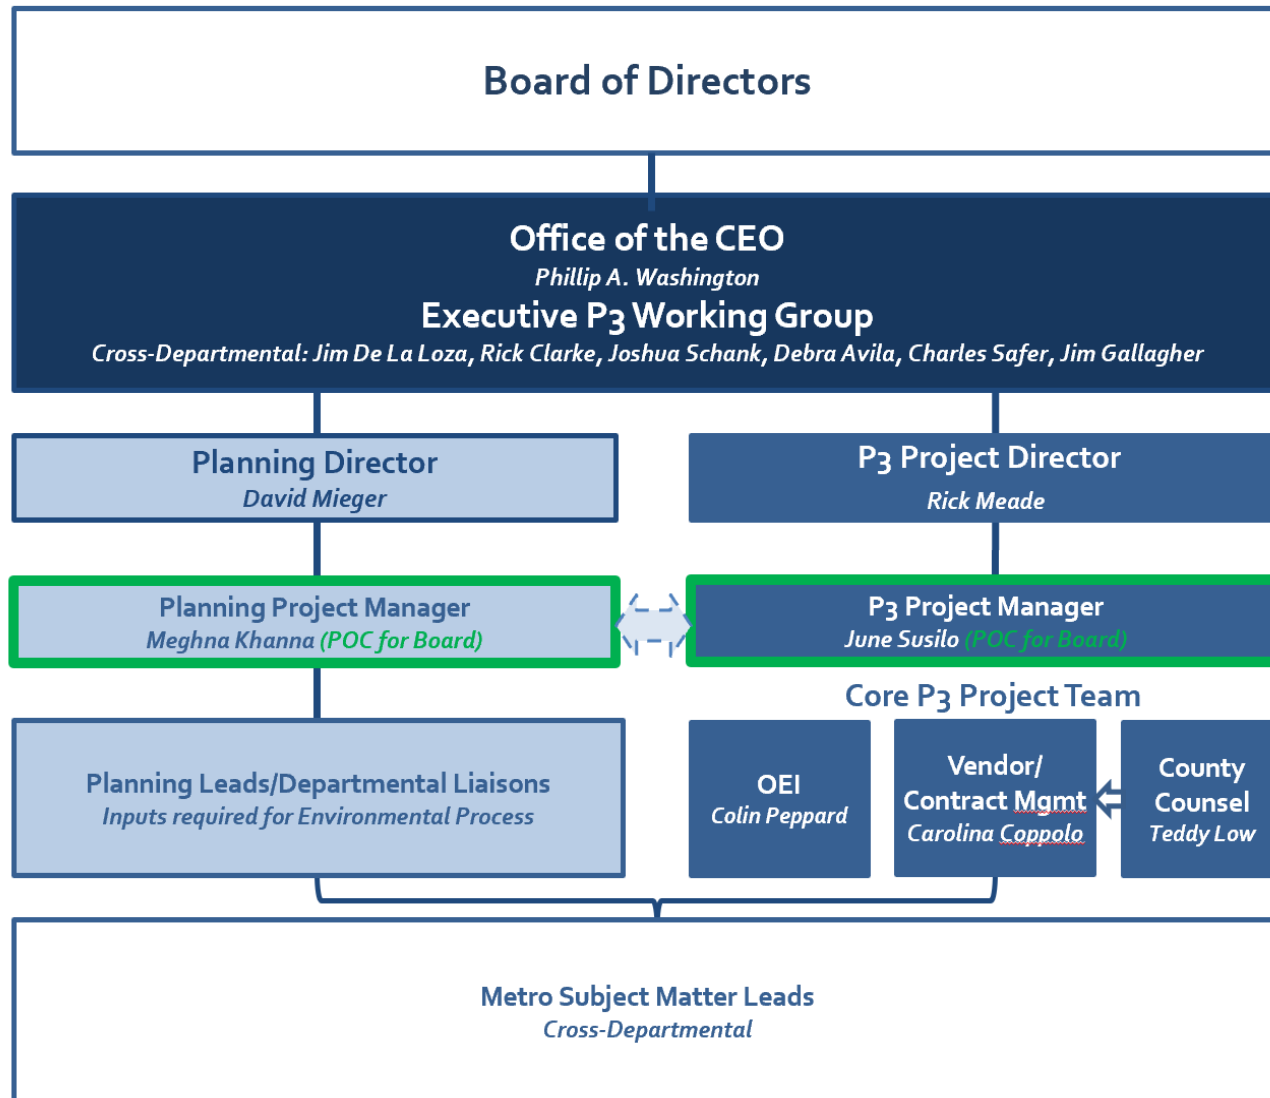 Board of Directors
Office of the CEO
Phillip A. Washington
Executive P3 Working Group
Cross-Departmental: Jim De La Loza, Rick Clarke, Joshua Schank, Debra Avila, Charles Safer, Jim Gallagher
Planning Director
David Mieger
P3 Project Director
Rick Meade
Planning Project Manager
Meghna Khanna (POC for Board)
P3 Project Manager
June Susilo (POC for Board)
Core P3 Project Team
Planning Leads/Departmental Liaisons
Inputs required for Environmental Process
OEI
Colin Peppard
Vendor/
Contract Mgmt
Carolina Coppolo
County
Counsel
Teddy Low
Metro Subject Matter Leads
Cross-Departmental